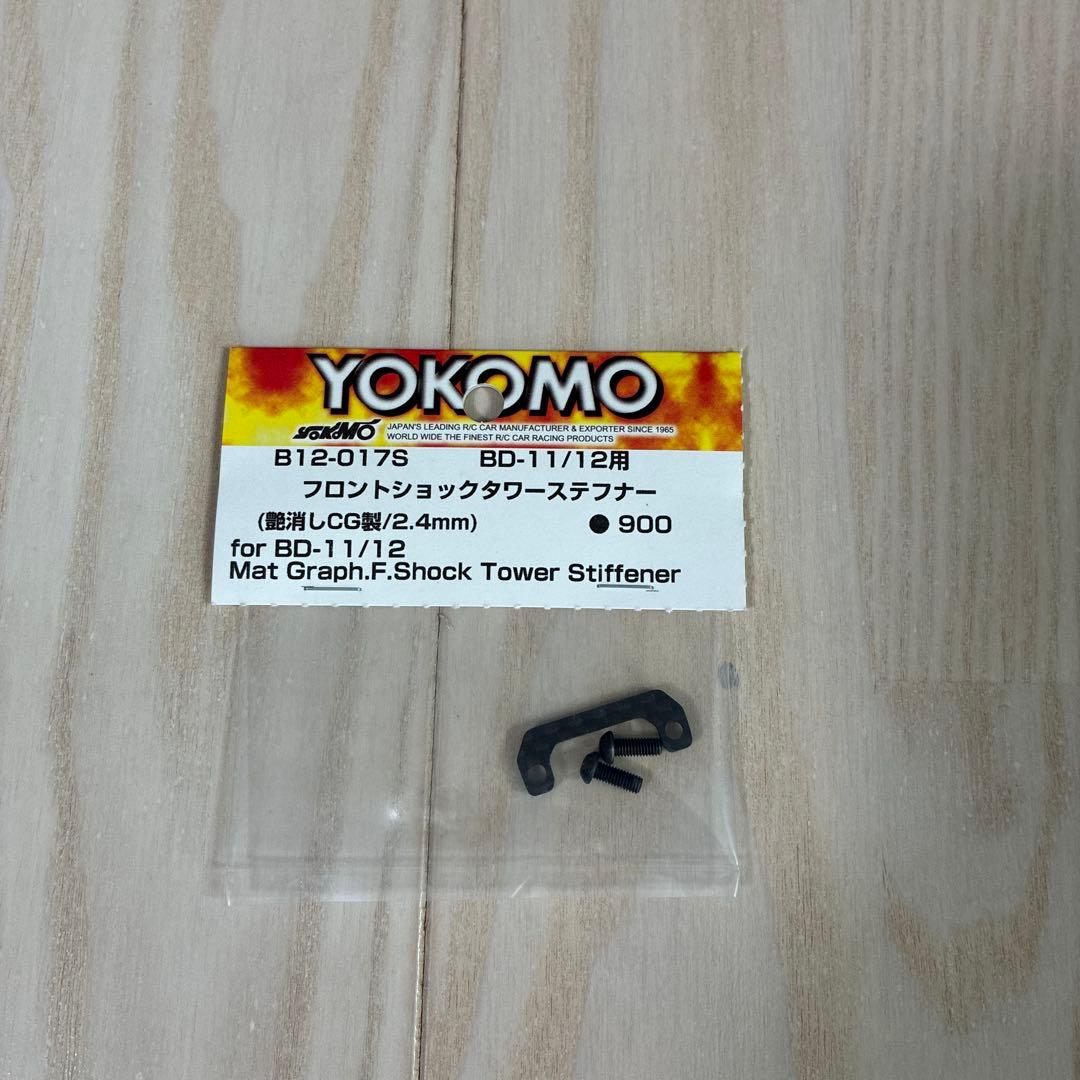 YOKOMO
YOKOMO JAPAN'S LEADING R/C CAR MANUFACTURER & EXPORTER SINCE 1965
WORLD WIDE THE FINEST R/C CAR RACING PRODUCTS
B12-017S BD-11/12用
フロントショックタワーステフナー
(艶消しCG製/2.4mm) ●900
for BD-11/12
Mat Graph.F.Shock Tower Stiffener